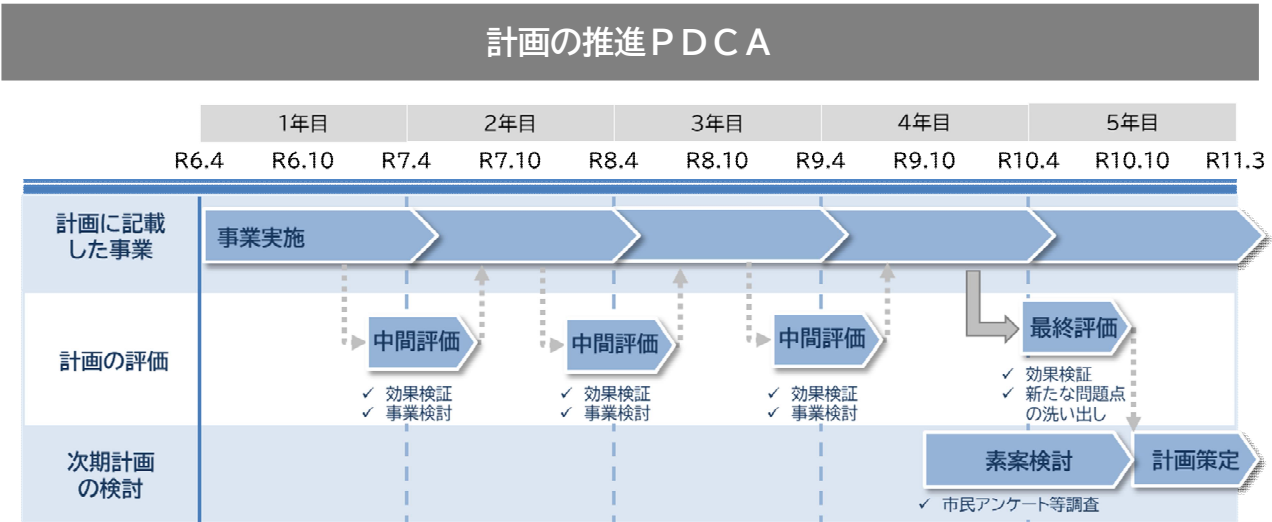 計画の推進PDCA
1年目 2年目 3年目 4年目 5年目
R6.4 R6.10 R7.4 R7.10 R8.4 R8.10 R9.4 R9.10 R10.4 R10.10 R11.3
計画に記載
した事業
事業実施
計画の評価
中間評価
✓ 効果検証
✓ 事業検討
中間評価
✓ 効果検証
✓ 事業検討
中間評価
✓ 効果検証
✓ 事業検討
最終評価
✓ 効果検証
✓ 新たな問題点
の洗い出し
次期計画
の検討
素案検討
✓ 市民アンケート等調査
計画策定